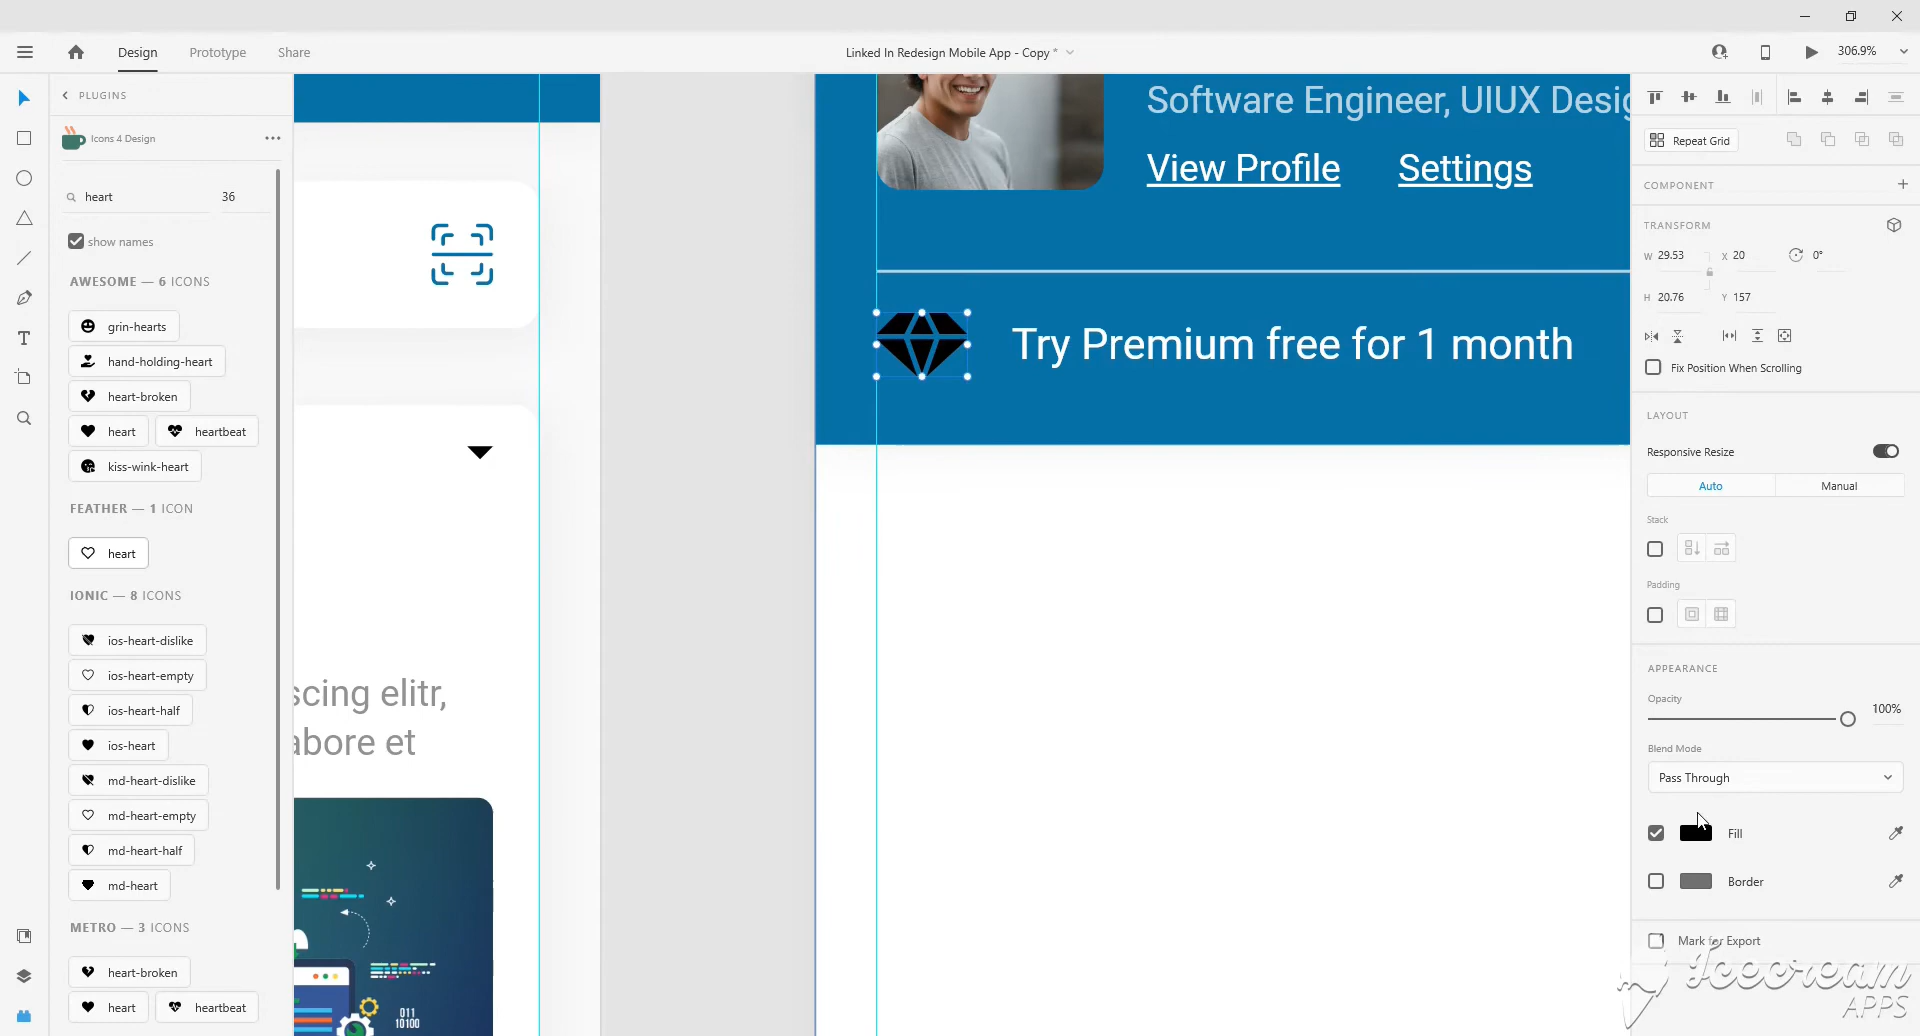 Design
Prototype
Share
Linked In Redesign Mobile App - Copy *
306.9%
PLUGINS
Icons 4 Design
heart
36
show names
AWESOME — 6 ICONS
grin-hearts
hand-holding-heart
heart-broken
heart
heartbeat
kiss-wink-heart
FEATHER — 1 ICON
heart
IONIC — 8 ICONS
ios-heart-dislike
ios-heart-empty
ios-heart-half
ios-heart
md-heart-dislike
md-heart-empty
md-heart-half
md-heart
METRO — 3 ICONS
heart-broken
heart
heartbeat
scing elitr,
abore et
011
10100
Software Engineer, UIUX Desig
View Profile
Settings
Try Premium free for 1 month
Repeat Grid
COMPONENT
TRANSFORM
W 29.53
X 20
0°
H 20.76
Y 157
Fix Position When Scrolling
LAYOUT
Responsive Resize
Auto
Manual
Stack
Padding
APPEARANCE
Opacity
100%
Blend Mode
Pass Through
Fill
Border
Mark for Export
Icecream
APPS